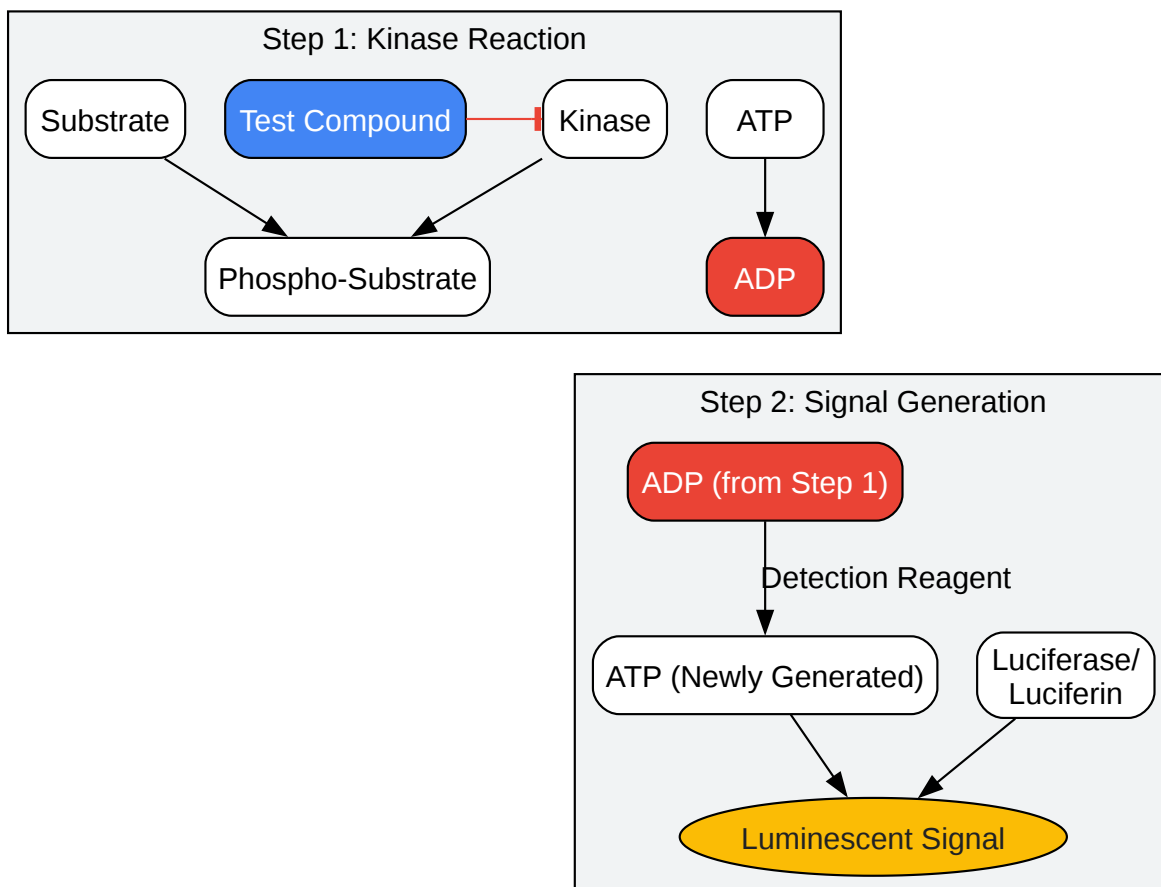 Step 1: Kinase Reaction
Substrate
Test Compound
Kinase
ATP
Phospho-Substrate
ADP
Step 2: Signal Generation
ADP (from Step 1)
Detection Reagent
ATP (Newly Generated)
Luciferase/
Luciferin
Luminescent Signal